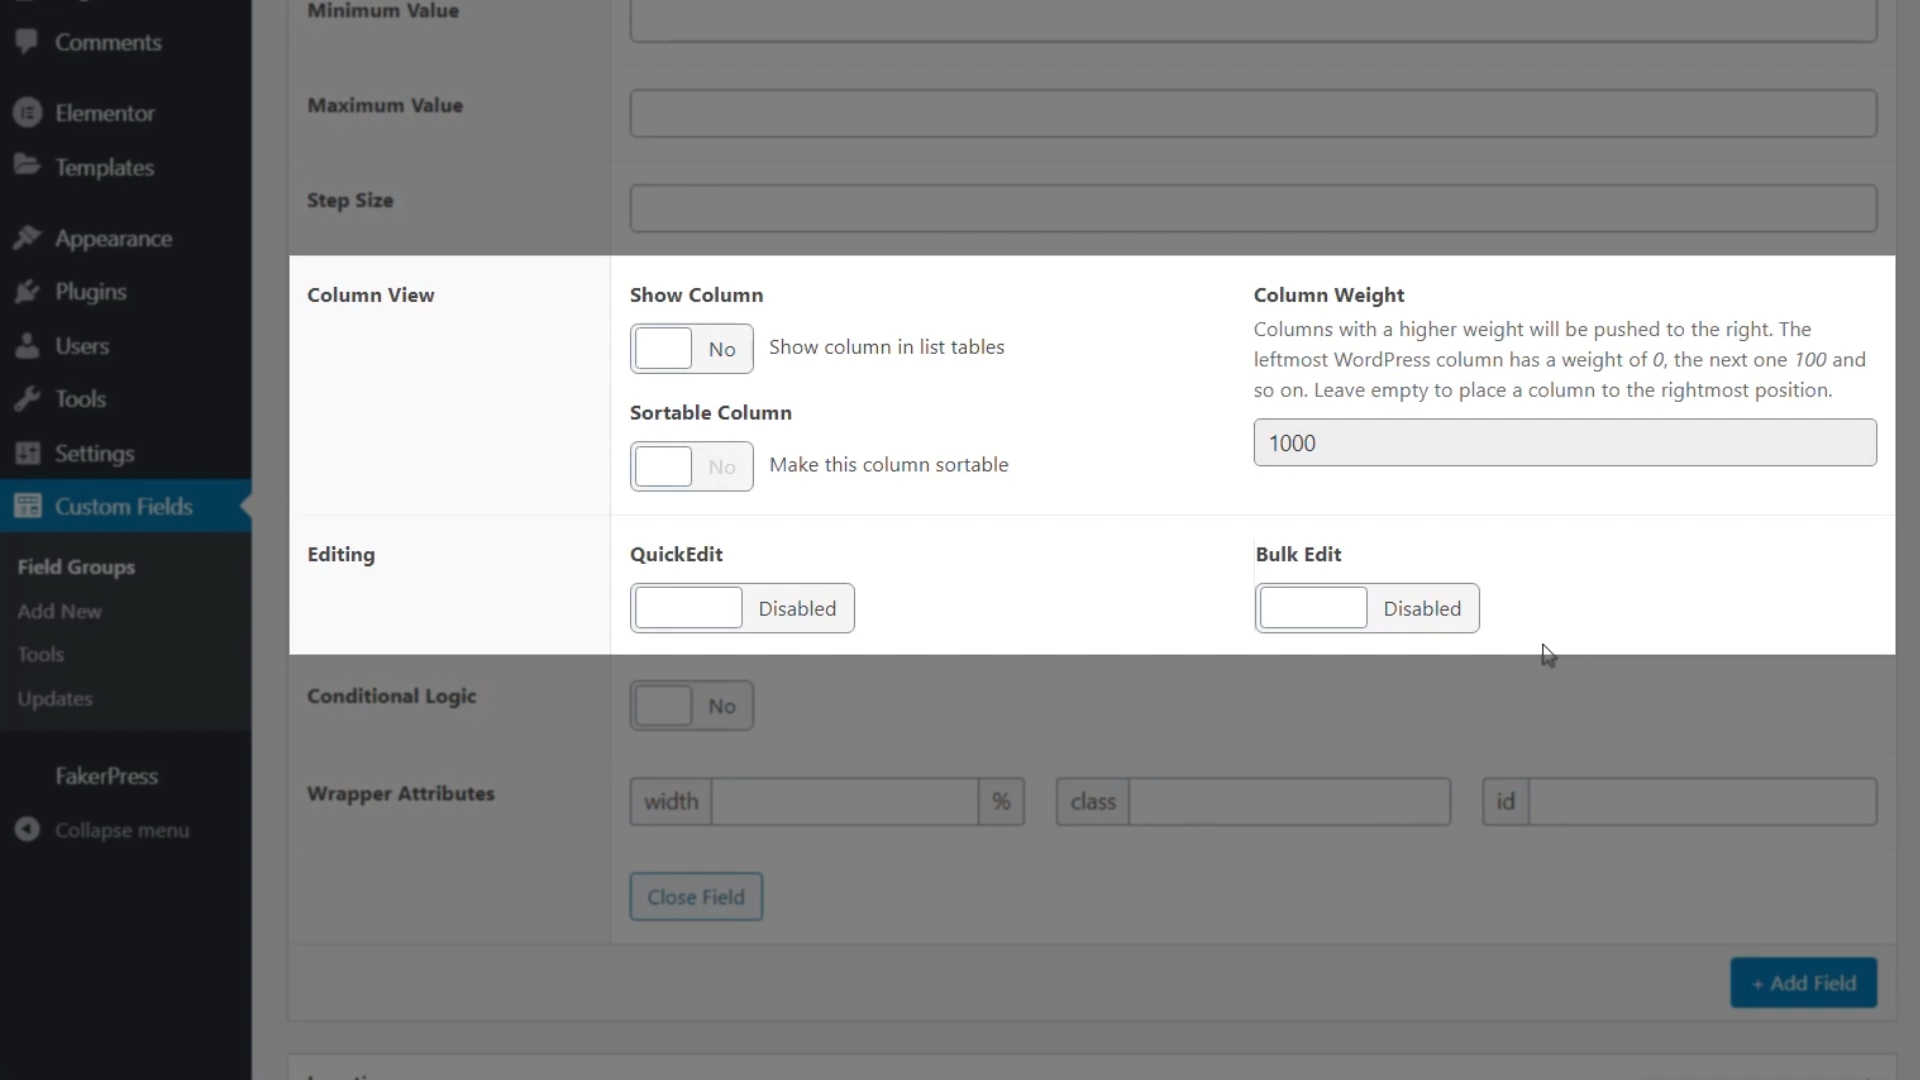 Comments
Elementor
Templates
Appearance
Plugins
Users
Tools
Settings
Custom Fields
Field Groups
Add New
Tools
Updates
FakerPress
Collapse menu
Minimum Value
Maximum Value
Step Size
Column View
Show Column
No Show column in list tables
Sortable Column
No Make this column sortable
Column Weight
Columns with a higher weight will be pushed to the right. The
leftmost WordPress column has a weight of 0, the next one 100 and
so on. Leave empty to place a column to the rightmost position.
1000
Editing
QuickEdit
Disabled
Bulk Edit
Disabled
Conditional Logic
No
Wrapper Attributes
width % class id
Close Field
+ Add Field